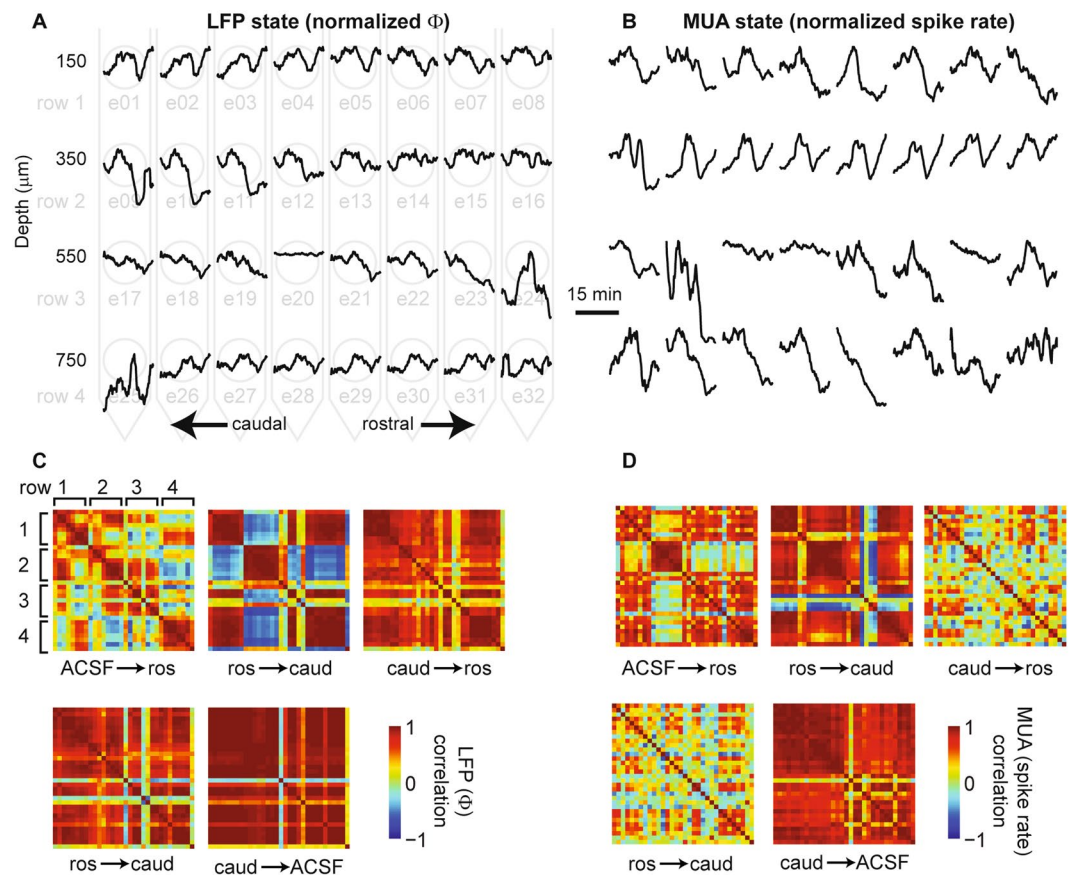 A LFP state (normalized Φ)
B MUA state (normalized spike rate)
Depth (μm)
150
row 1 e01 e02 e03 e04 e05 e06 e07 e08
350
row 2 e09 e10 e11 e12 e13 e14 e15 e16
550
row 3 e17 e18 e19 e20 e21 e22 e23 e24
15 min
750
row 4 e25 e26 e27 e28 e29 e30 e31 e32
caudal rostral
C
row 1 2 3 4
1
2
3
4
ACSF → ros ros → caud caud → ros
ros → caud caud → ACSF
1
0
−1
LFP (Φ)
correlation
D
ACSF → ros ros → caud caud → ros
ros → caud caud → ACSF
1
0
−1
MUA (spike rate)
correlation